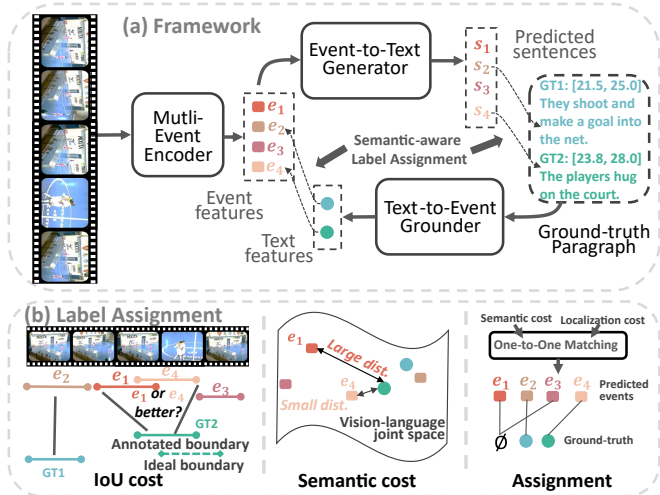 (a) Framework
Event-to-Text
Generator
s1
s2
s3
s4
Predicted
sentences
GT1: [21.5, 25.0]
They shoot and
make a goal into
the net.
GT2: [23.8, 28.0]
The players hug
on the court.
Mutli-
Event
Encoder
e1
e2
e3
e4
Semantic-aware
Label Assignment
Event
features
Text
features
Text-to-Event
Grounder
Ground-truth
Paragraph
(b) Label Assignment
e2
e1
e4
e3
e1 or e4
better?
GT2
Annotated boundary
Ideal boundary
GT1
IoU cost
e1
Large dist.
e4
Small dist.
Vision-language
joint space
Semantic cost
Semantic cost
Localization cost
One-to-One Matching
e1 e2 e3 e4
Predicted
events
Ø
Ground-truth
Assignment